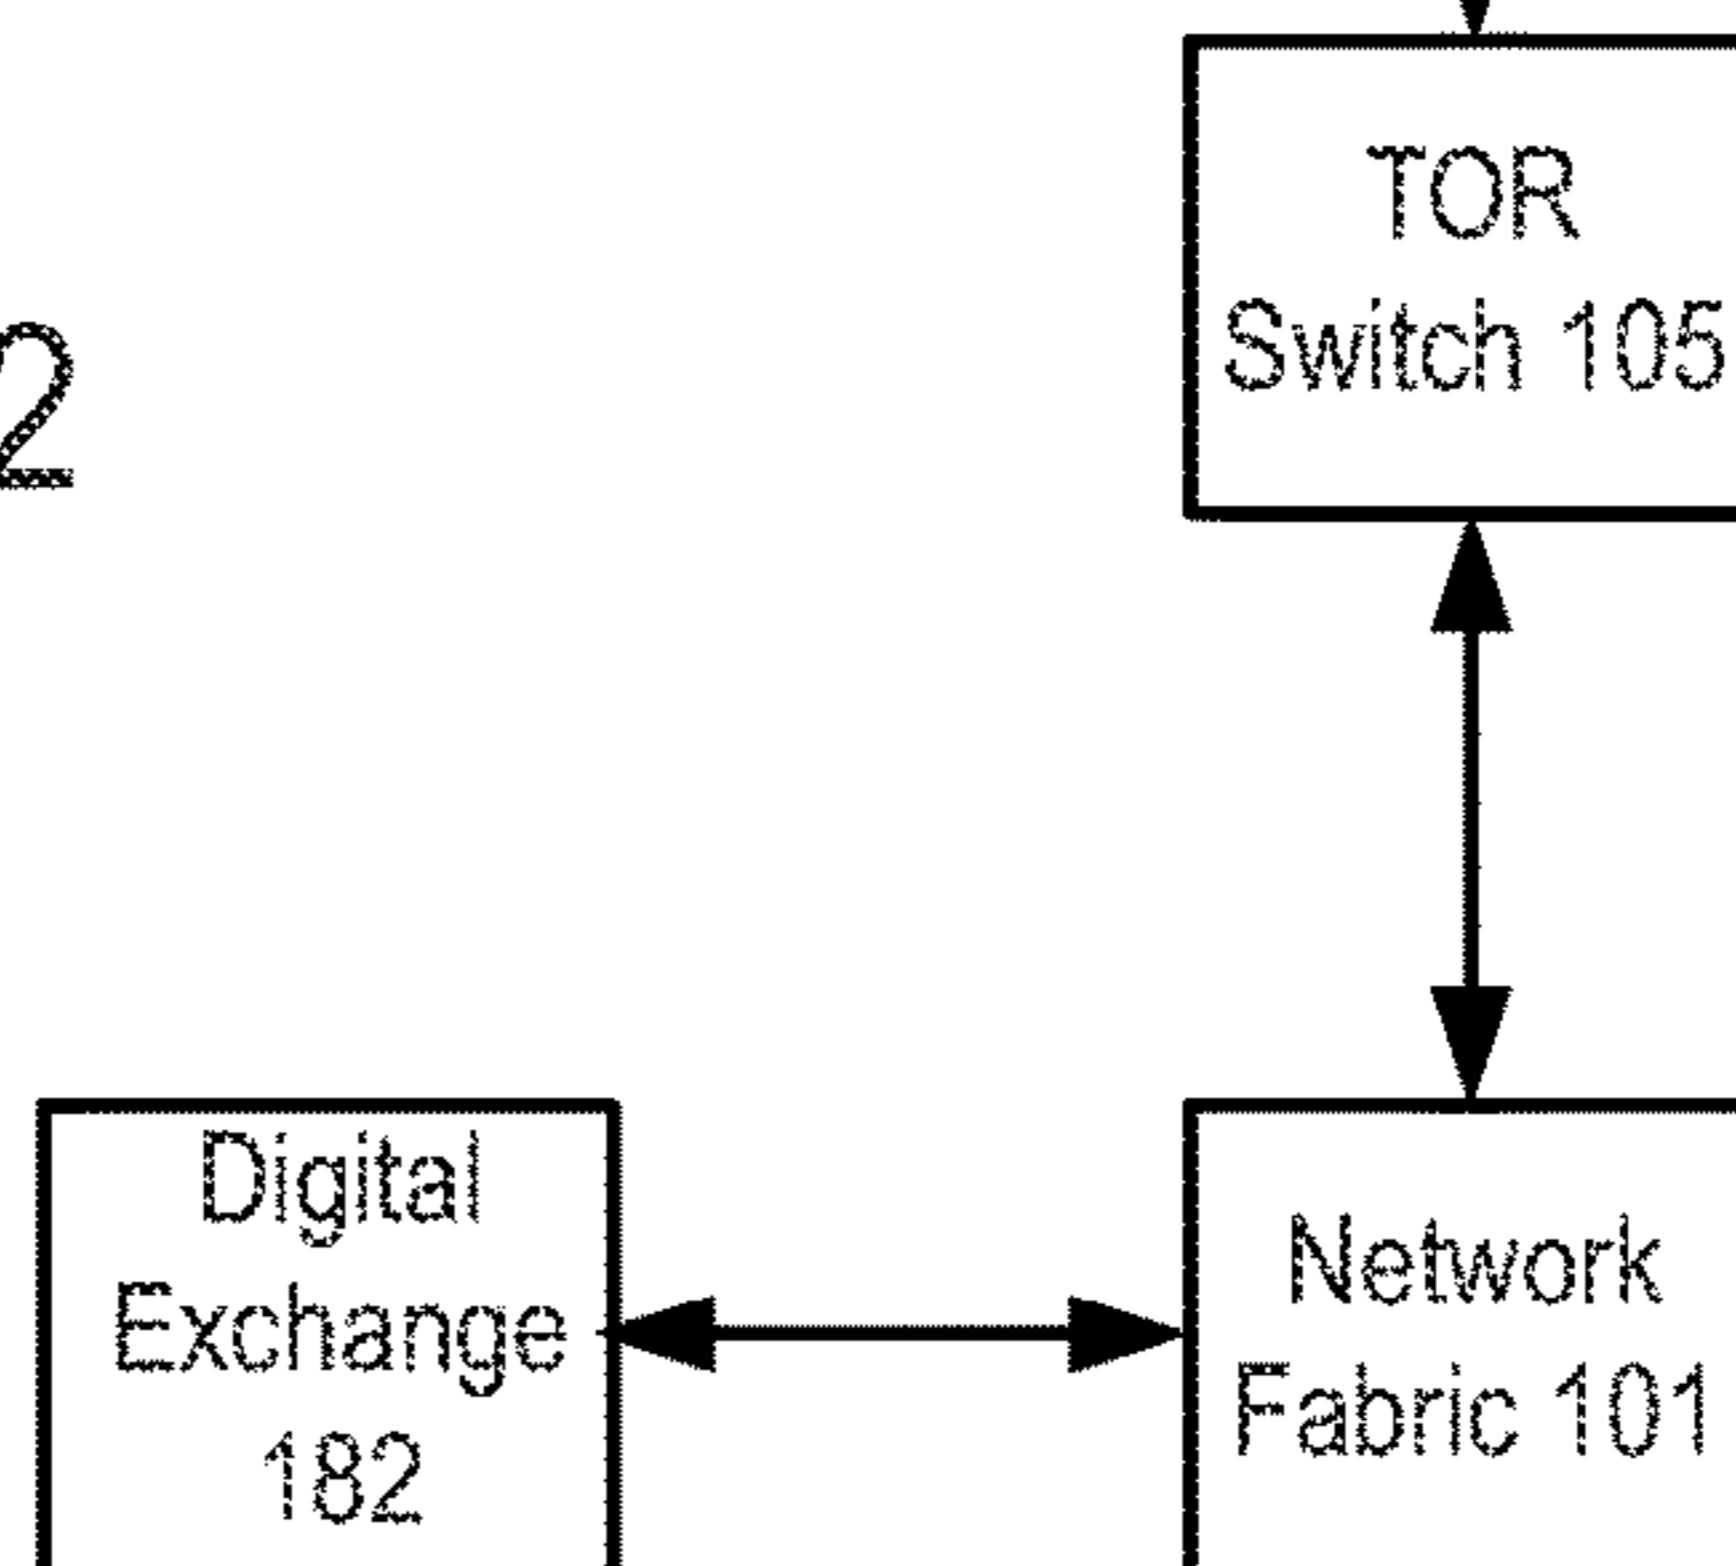 TOR
Switch 105
2
Digital
Exchange
182
Network
Fabric 101